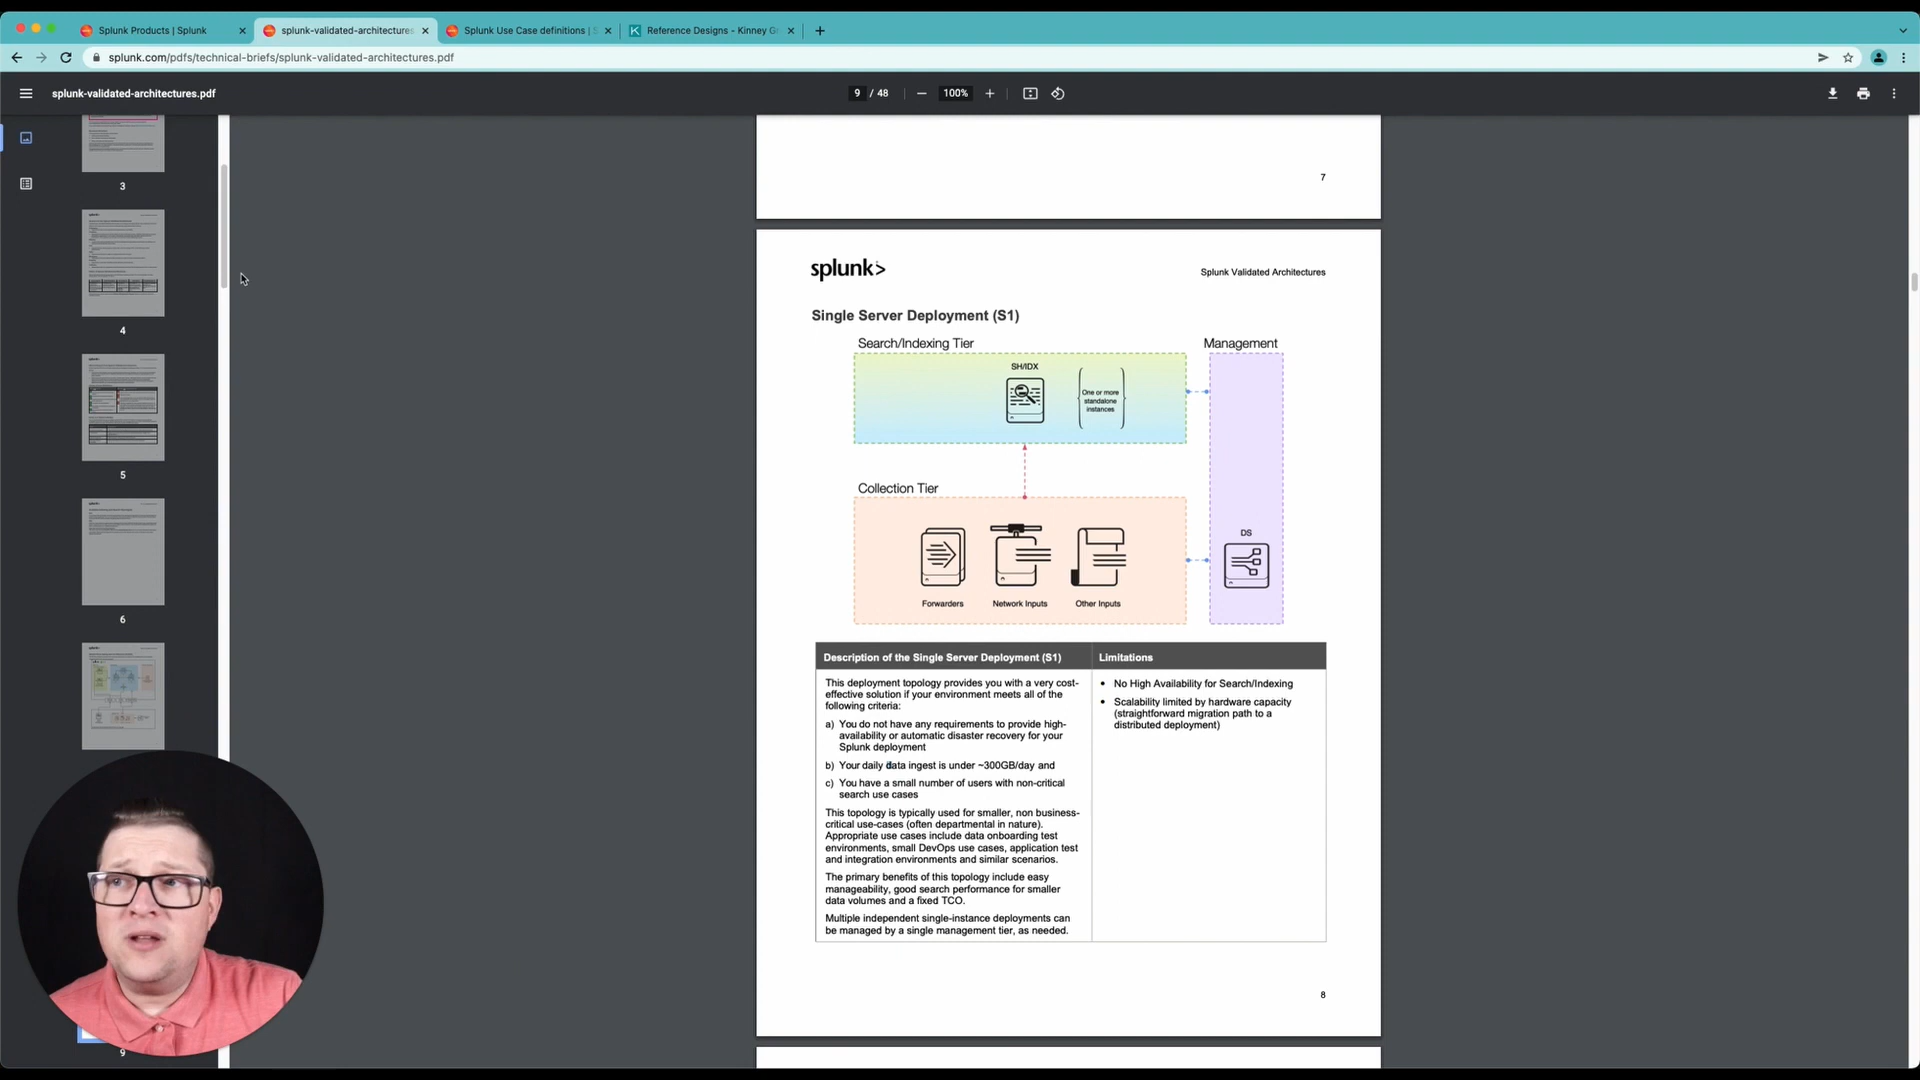 Splunk Products | Splunk
splunk-validated-architectures.
Splunk Use Case definitions |
Reference Designs - Kinney G
splunk.com/pdfs/technical-briefs/splunk-validated-architectures.pdf
splunk-validated-architectures.pdf
9 / 48
100%
3
4
5
6
9
7
splunk>
Splunk Validated Architectures
Single Server Deployment (S1)
Search/Indexing Tier
Management
SH/IDX
One or more
standalone
instances
Collection Tier
DS
Forwarders
Network Inputs
Other Inputs
Description of the Single Server Deployment (S1)
Limitations
This deployment topology provides you with a very cost-
effective solution if your environment meets all of the
following criteria:
a) You do not have any requirements to provide high-
availability or automatic disaster recovery for your
Splunk deployment
b) Your daily data ingest is under ~300GB/day and
c) You have a small number of users with non-critical
search use cases
This topology is typically used for smaller, non business-
critical use-cases (often departmental in nature).
Appropriate use cases include data onboarding test
environments, small DevOps use cases, application test
and integration environments and similar scenarios.
The primary benefits of this topology include easy
manageability, good search performance for smaller
data volumes and a fixed TCO.
Multiple independent single-instance deployments can
be managed by a single management tier, as needed.
• No High Availability for Search/Indexing
• Scalability limited by hardware capacity
(straightforward migration path to a
distributed deployment)
8